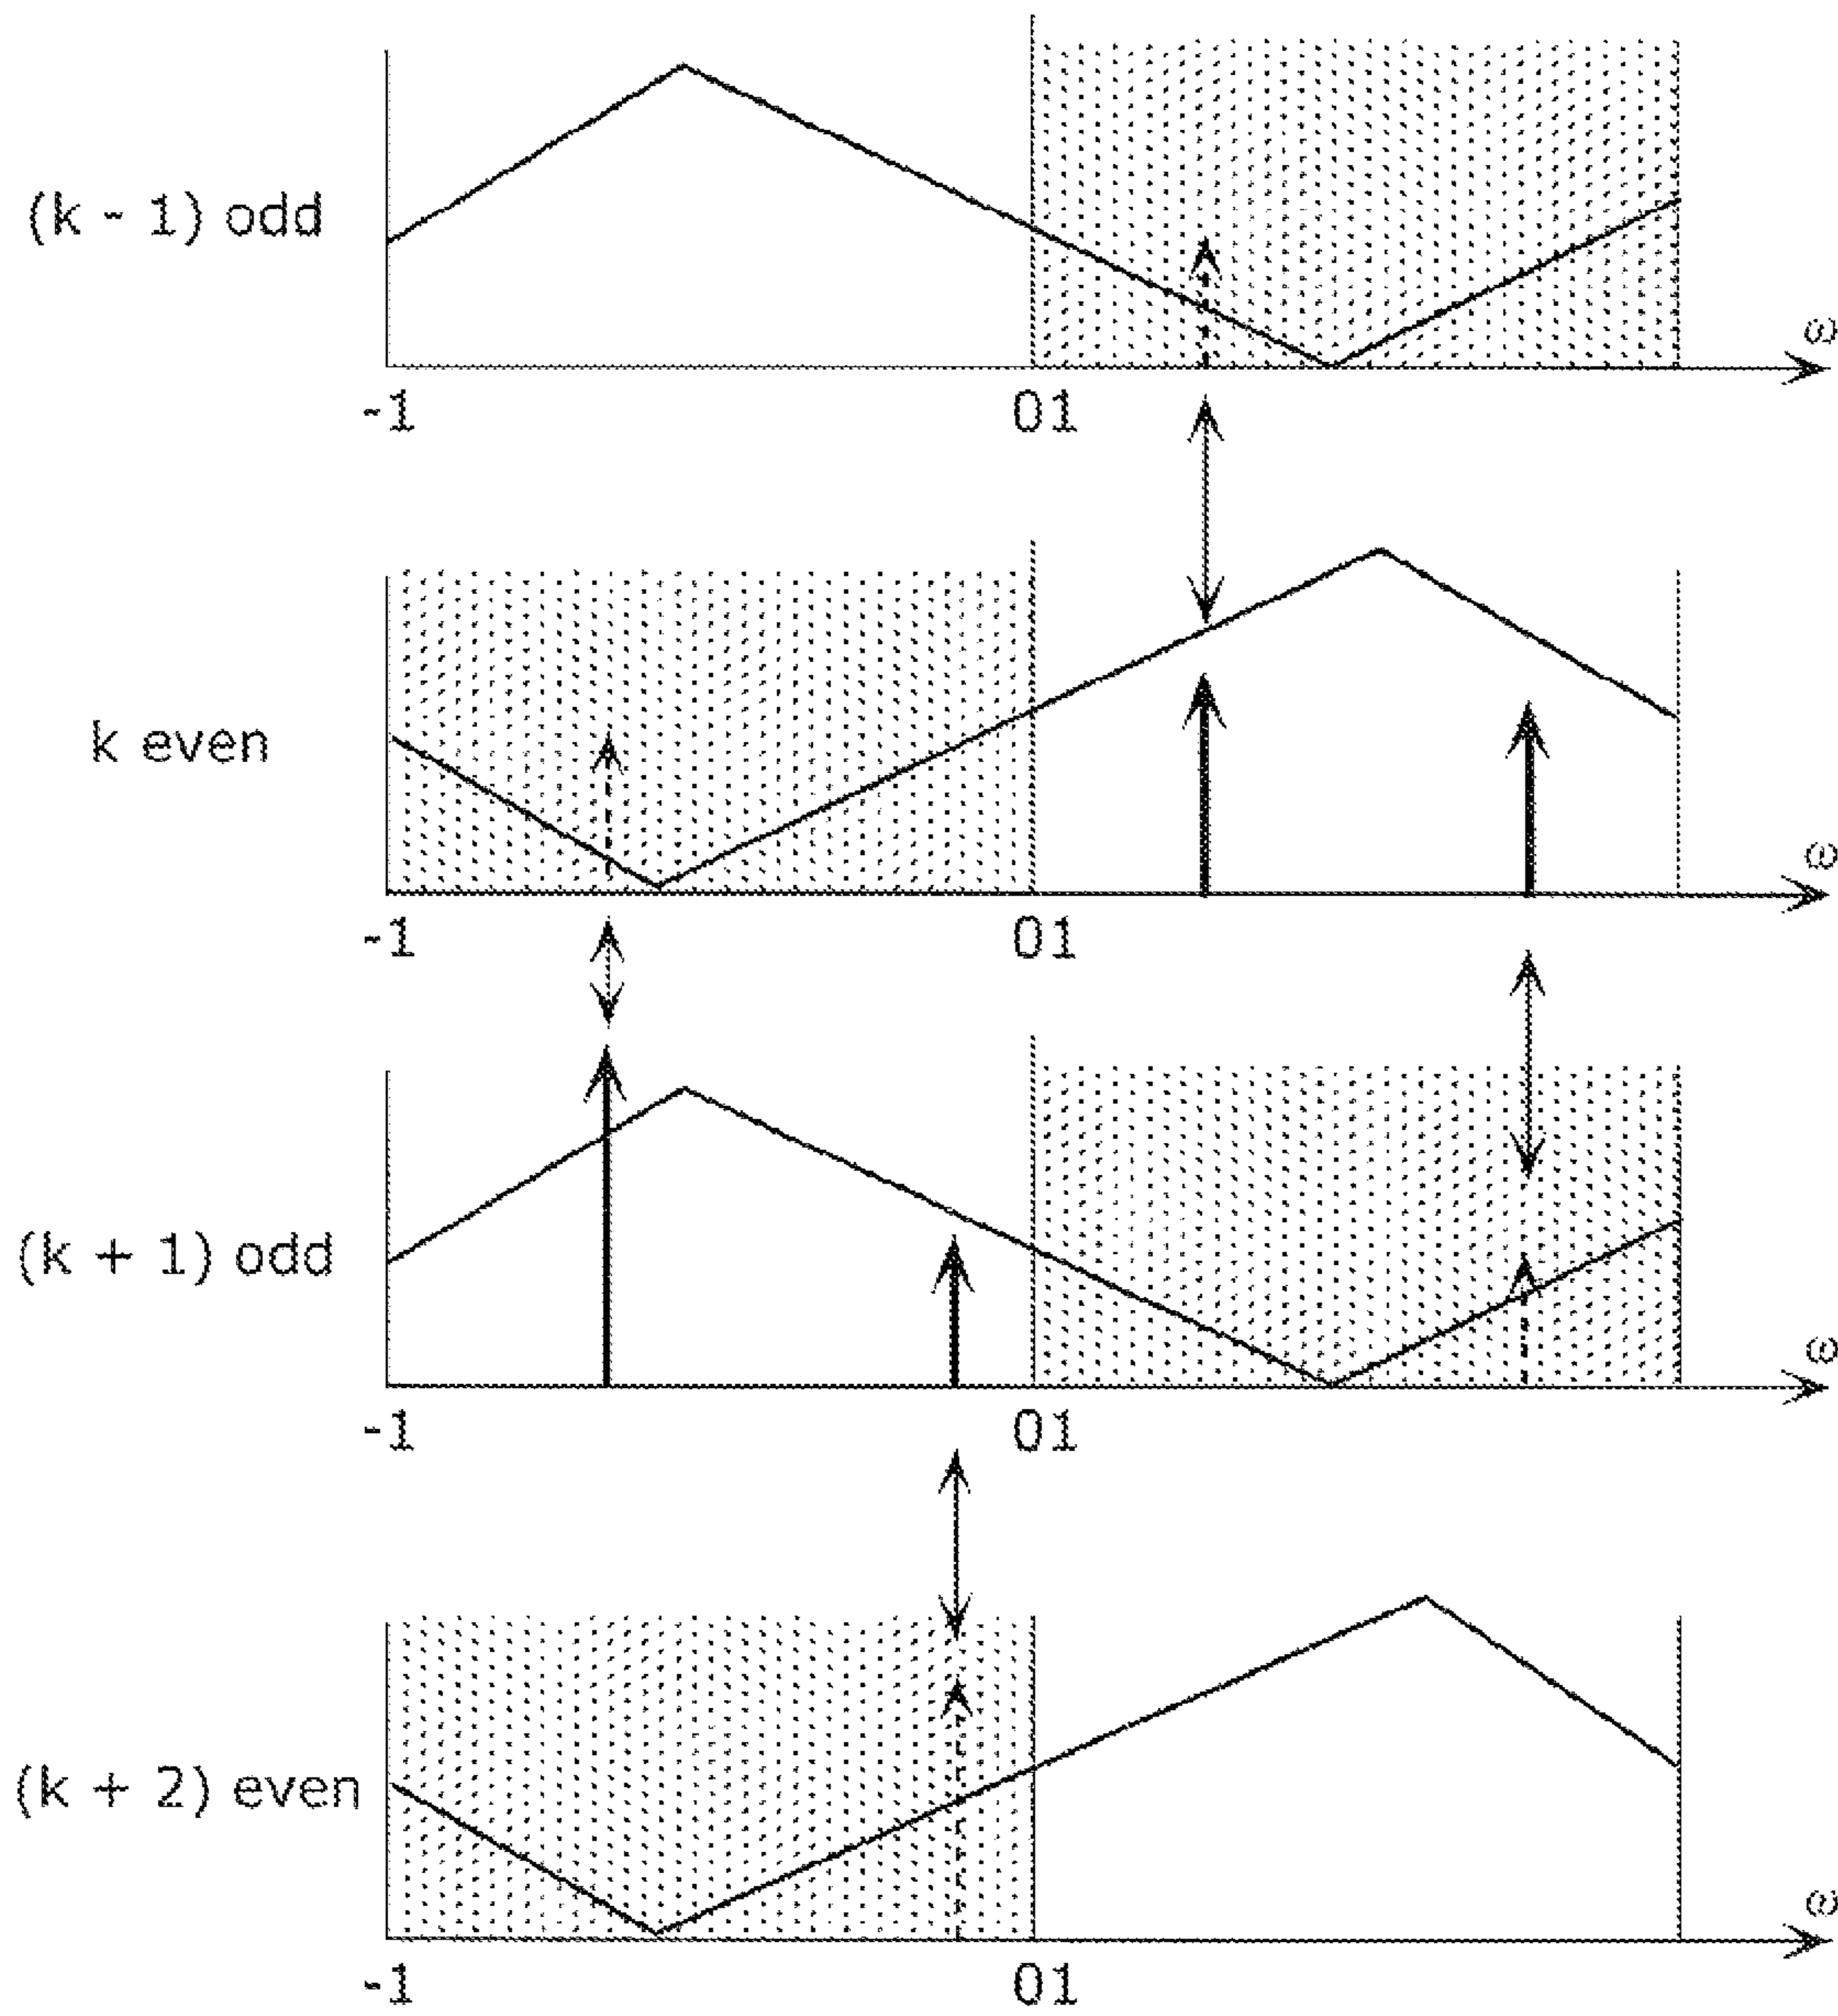 (k - 1) odd
ω
-1
01
k even
ω
-1
01
(k + 1) odd
ω
-1
01
(k + 2) even
ω
-1
01